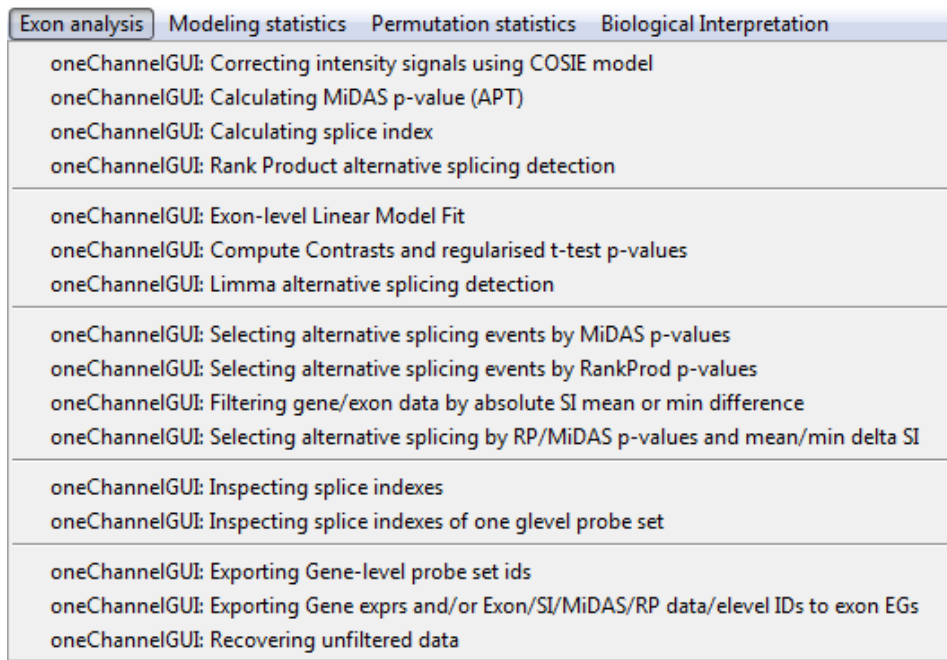 Exon analysis Modeling statistics Permutation statistics Biological Interpretation
oneChannelGUI: Correcting intensity signals using COSIE model
oneChannelGUI: Calculating MiDAS p-value (APT)
oneChannelGUI: Calculating splice index
oneChannelGUI: Rank Product alternative splicing detection
oneChannelGUI: Exon-level Linear Model Fit
oneChannelGUI: Compute Contrasts and regularised t-test p-values
oneChannelGUI: Limma alternative splicing detection
oneChannelGUI: Selecting alternative splicing events by MiDAS p-values
oneChannelGUI: Selecting alternative splicing events by RankProd p-values
oneChannelGUI: Filtering gene/exon data by absolute SI mean or min difference
oneChannelGUI: Selecting alternative splicing by RP/MiDAS p-values and mean/min delta SI
oneChannelGUI: Inspecting splice indexes
oneChannelGUI: Inspecting splice indexes of one glevel probe set
oneChannelGUI: Exporting Gene-level probe set ids
oneChannelGUI: Exporting Gene exprs and/or Exon/SI/MiDAS/RP data/elevel IDs to exon EGs
oneChannelGUI: Recovering unfiltered data